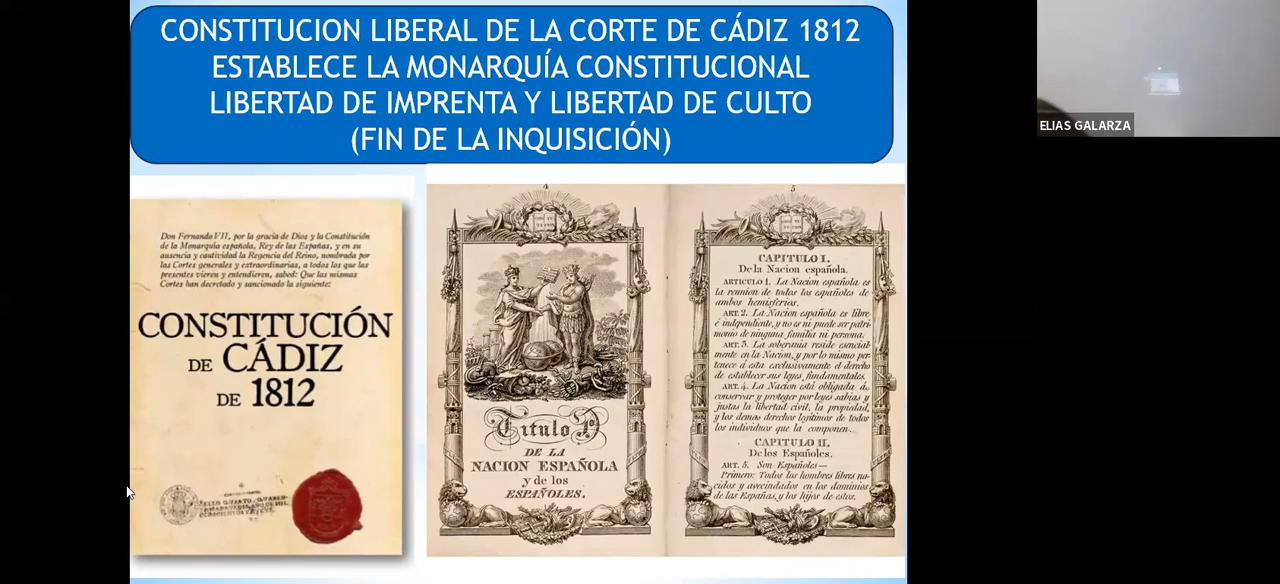 CONSTITUCION LIBERAL DE LA CORTE DE CÁDIZ 1812
ESTABLECE LA MONARQUÍA CONSTITUCIONAL
LIBERTAD DE IMPRENTA Y LIBERTAD DE CULTO
(FIN DE LA INQUISICIÓN)
ELIAS GALARZA
Don Fernando VII, por la gracia de Dios y la Constitución
de la Monarquía española, Rey de las Españas, y en su
ausencia y cautividad la Regencia del Reino, nombrada por
las Cortes generales y extraordinarias, a todos los que las
presentes vieren y entendieren, sabed: Que las mismas
Cortes han decretado y sancionado la siguiente:
CONSTITUCIÓN
DE CÁDIZ
DE 1812
4
Titulo Iº
DE LA
NACION ESPAÑOLA
y de los
ESPAÑOLES.
5
CAPITULO I.
De la Nacion española.
ARTICULO 1. La Nacion española es
la reunion de todos los españoles de
ambos hemisferios.
ART. 2. La Nacion española es libre
é independiente, y no es ni puede ser patri-
monio de ninguna familia ni persona.
ART. 3. La soberania reside esencial-
mente en la Nacion, y por lo mismo per-
tenece á esta exclusivamente el derecho
de establecer sus leyes fundamentales.
ART. 4. La Nacion está obligada á
conservar y proteger por leyes sabias y
justas la libertad civil, la propiedad,
y los demas derechos legítimos de todos
los individuos que la componen.
CAPITULO II.
De los Españoles.
ART. 5. Son Españoles—
Primero: Todos los hombres libres na-
cidos y avecindados en los dominios
de las Españas, y los hijos de estos.